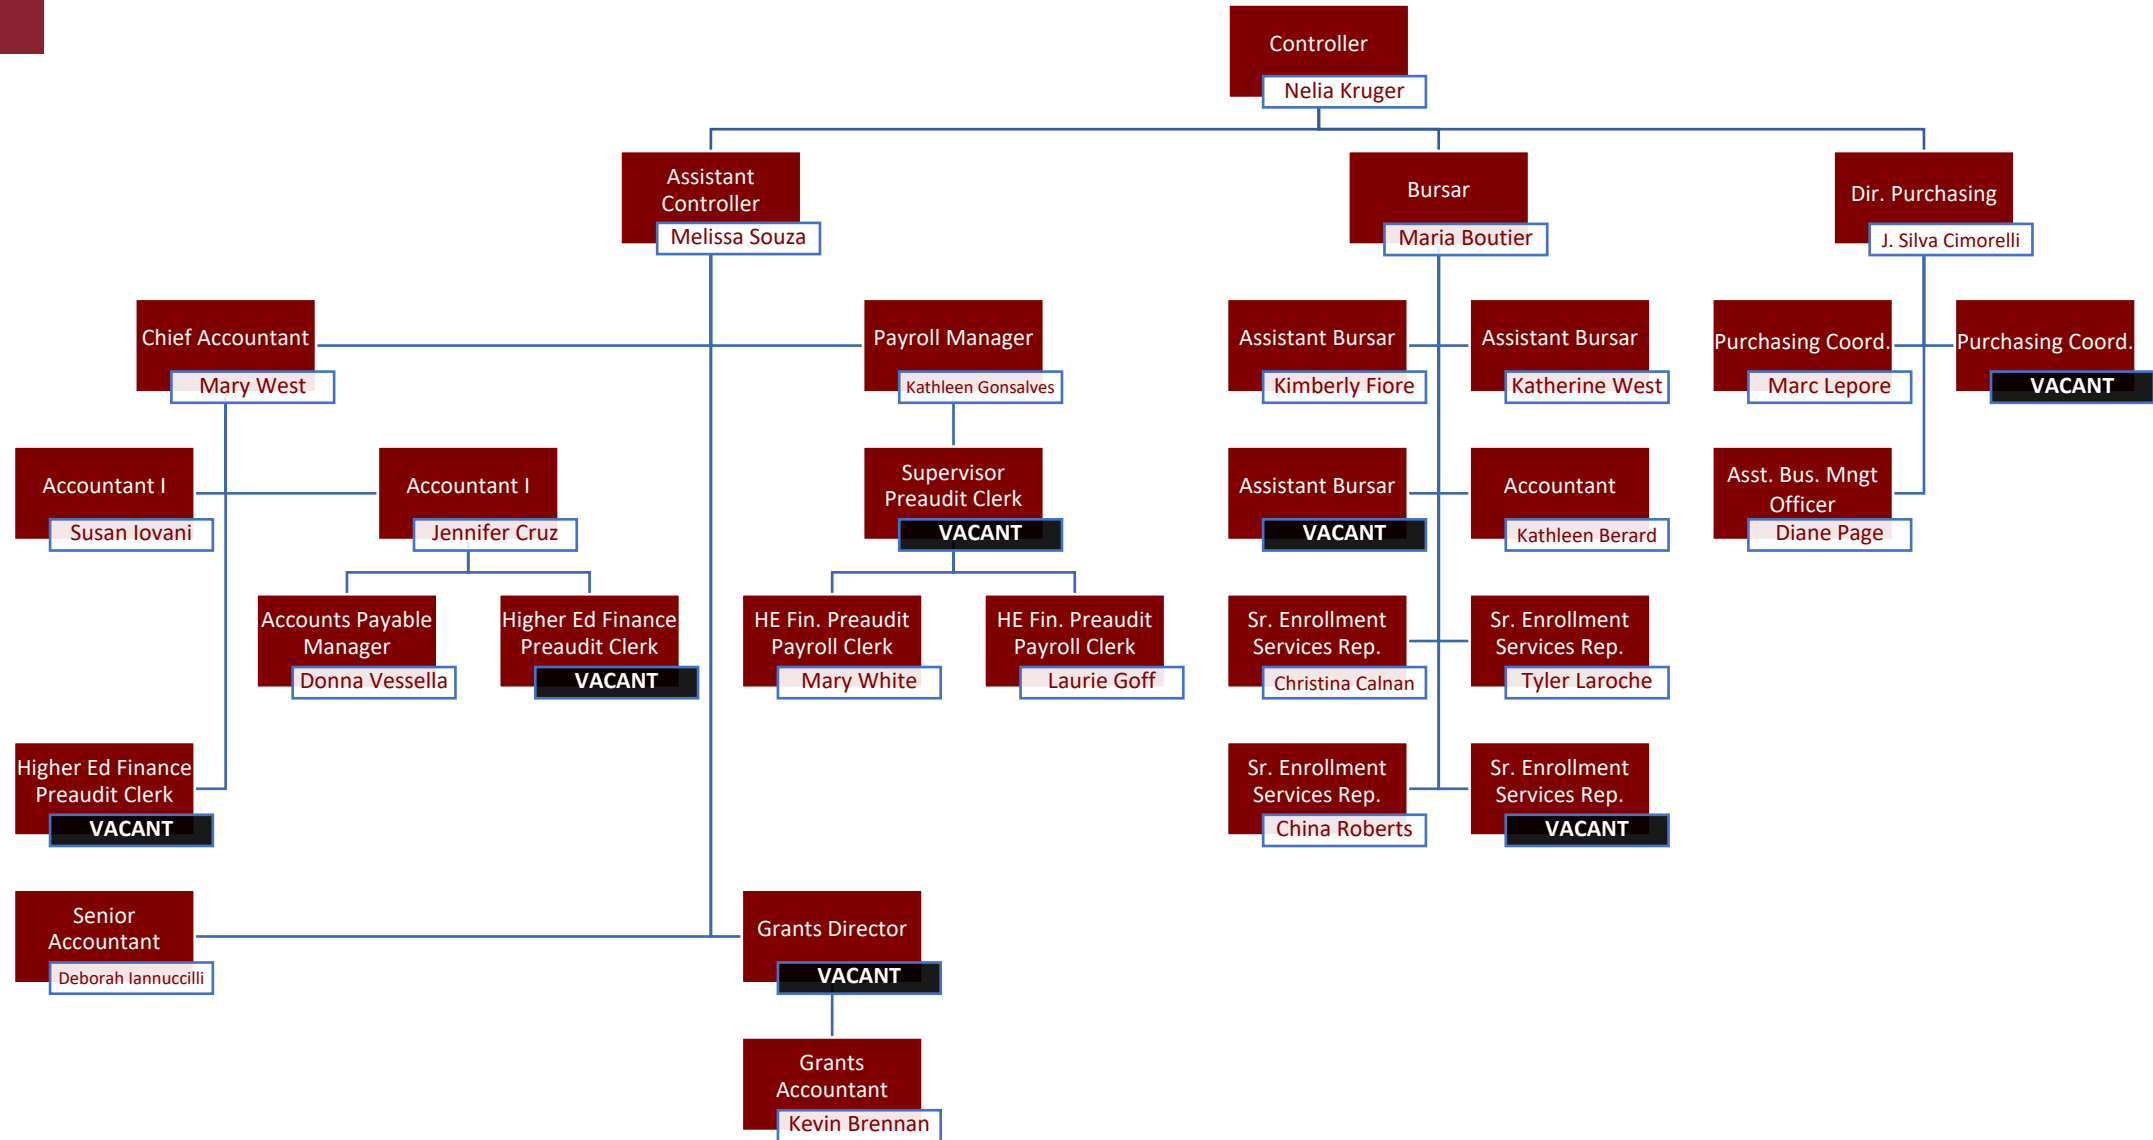 Controller
Nelia Kruger
Assistant
Controller
Melissa Souza
Bursar
Maria Boutier
Dir. Purchasing
J. Silva Cimorelli
Chief Accountant
Mary West
Payroll Manager
Kathleen Gonsalves
Assistant Bursar
Kimberly Fiore
Assistant Bursar
Katherine West
Purchasing Coord.
Marc Lepore
Purchasing Coord.
VACANT
Accountant I
Susan Iovani
Accountant I
Jennifer Cruz
Supervisor
Preaudit Clerk
VACANT
Assistant Bursar
VACANT
Accountant
Kathleen Berard
Asst. Bus. Mngt
Officer
Diane Page
Accounts Payable
Manager
Donna Vessella
Higher Ed Finance
Preaudit Clerk
VACANT
HE Fin. Preaudit
Payroll Clerk
Mary White
HE Fin. Preaudit
Payroll Clerk
Laurie Goff
Sr. Enrollment
Services Rep.
Christina Calnan
Sr. Enrollment
Services Rep.
Tyler Laroche
Higher Ed Finance
Preaudit Clerk
VACANT
Sr. Enrollment
Services Rep.
China Roberts
Sr. Enrollment
Services Rep.
VACANT
Senior
Accountant
Deborah Iannuccilli
Grants Director
VACANT
Grants
Accountant
Kevin Brennan